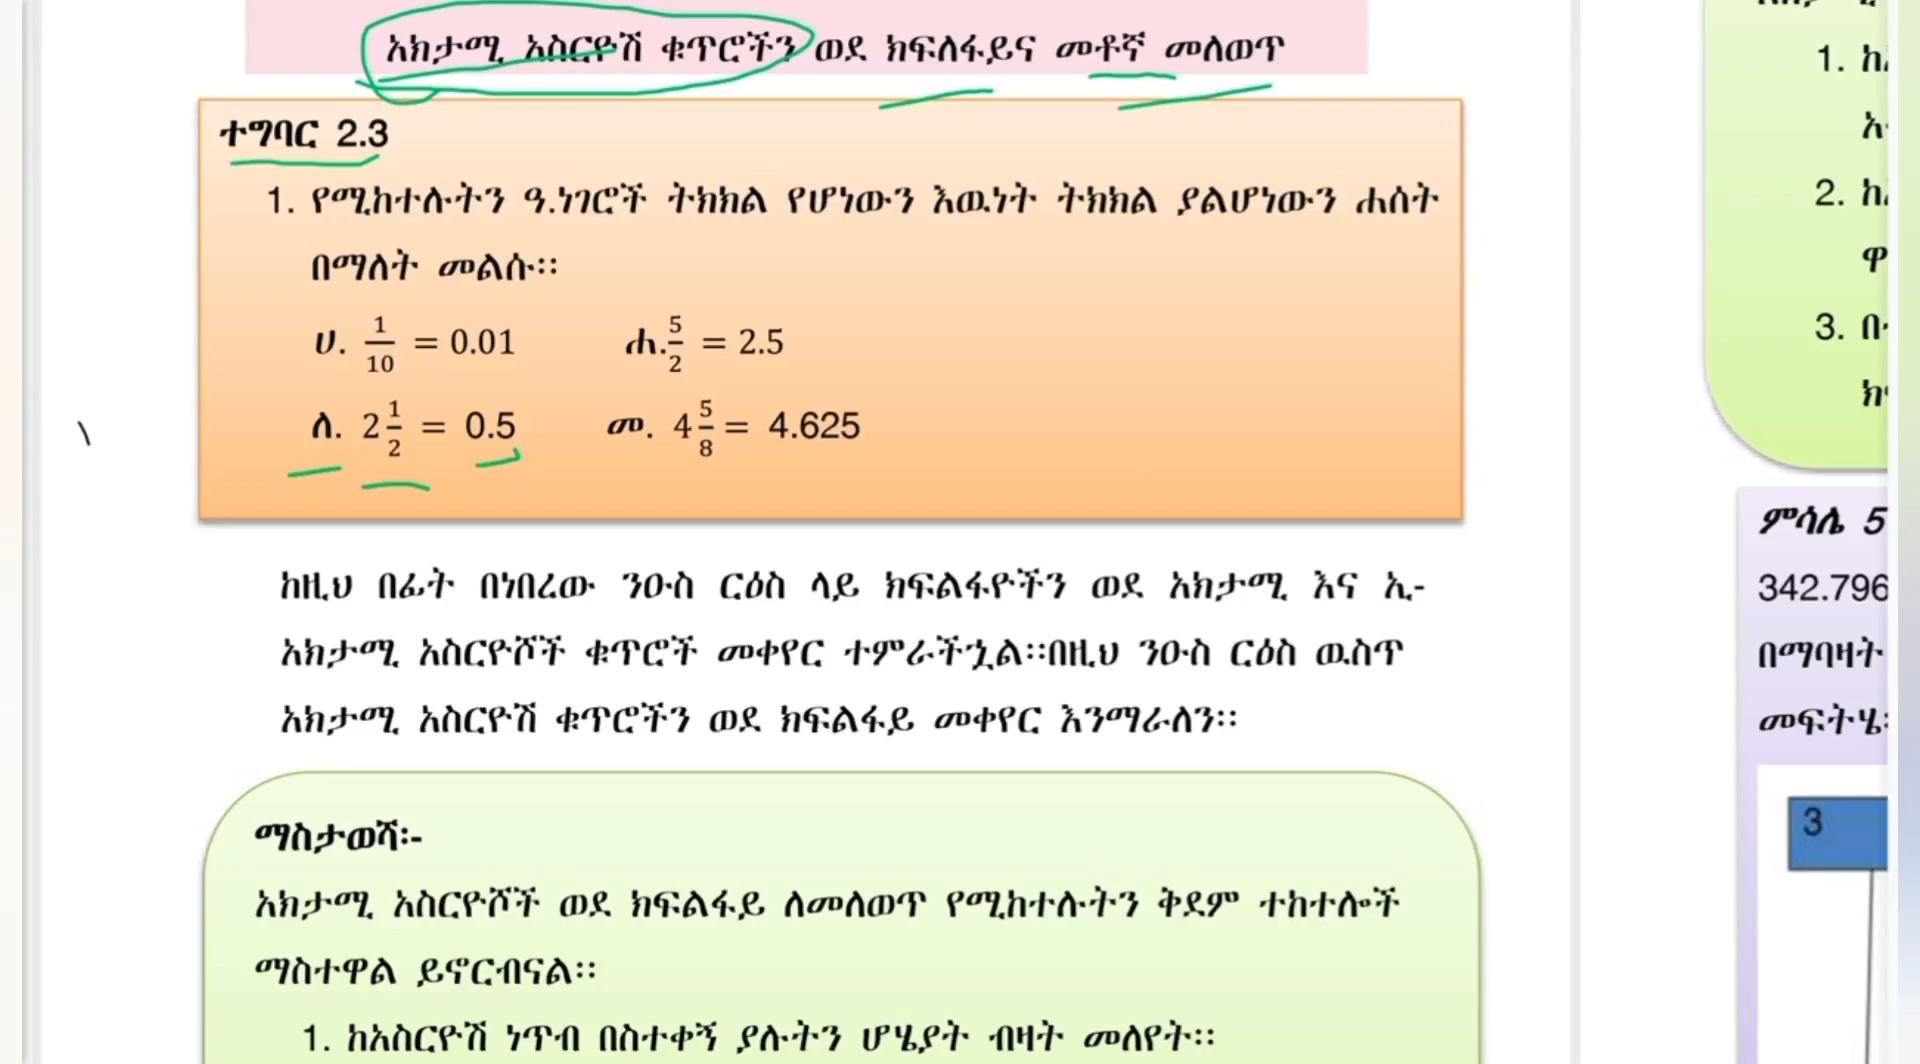 አክታሚ አስርዮሽ ቁጥሮችን ወደ ክፍለፋይና መቶኛ መለወጥ
ተግባር 2.3
1. የሚከተሉትን ዓ.ነገሮች ትክክል የሆነውን እዉነት ትክክል ያልሆነውን ሐሰት
በማለት መልሱ፡፡
ሀ. 1/10 = 0.01 ሐ. 5/2 = 2.5
ለ. 2 1/2 = 0.5 መ. 4 5/8 = 4.625
ከዚህ በፊት በነበረው ንዑስ ርዕስ ላይ ክፍልፋዮችን ወደ አክታሚ እና ኢ-
አክታሚ አስርዮሾች ቁጥሮች መቀየር ተምራችኋል፡፡በዚህ ንዑስ ርዕስ ዉስጥ
አክታሚ አስርዮሽ ቁጥሮችን ወደ ክፍልፋይ መቀየር እንማራለን፡፡
ማስታወሻ፡-
አክታሚ አስርዮሾች ወደ ክፍልፋይ ለመለወጥ የሚከተሉትን ቅደም ተከተሎች
ማስተዋል ይኖርብናል፡፡
1. ከአስርዮሽ ነጥብ በስተቀኝ ያሉትን ሆሄያት ብዛት መለየት፡፡
1.
2.
3.
ምሳሌ 5
342.796
በማባዛት
መፍትሄ፡
3